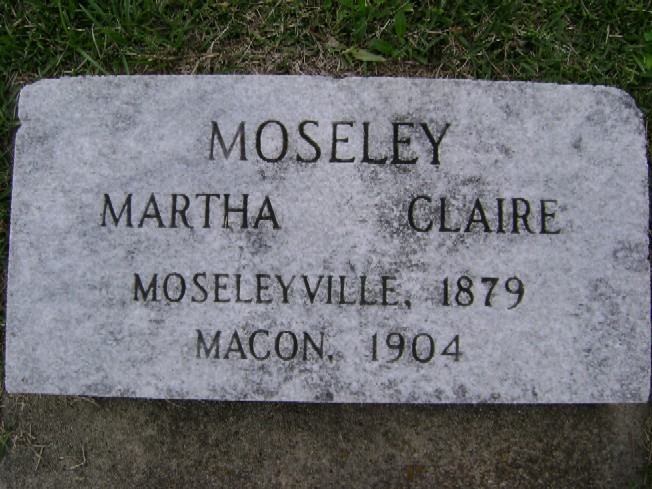 MOSELEY
MARTHA CLAIRE
MOSELEYVILLE, 1879
MACON, 1904